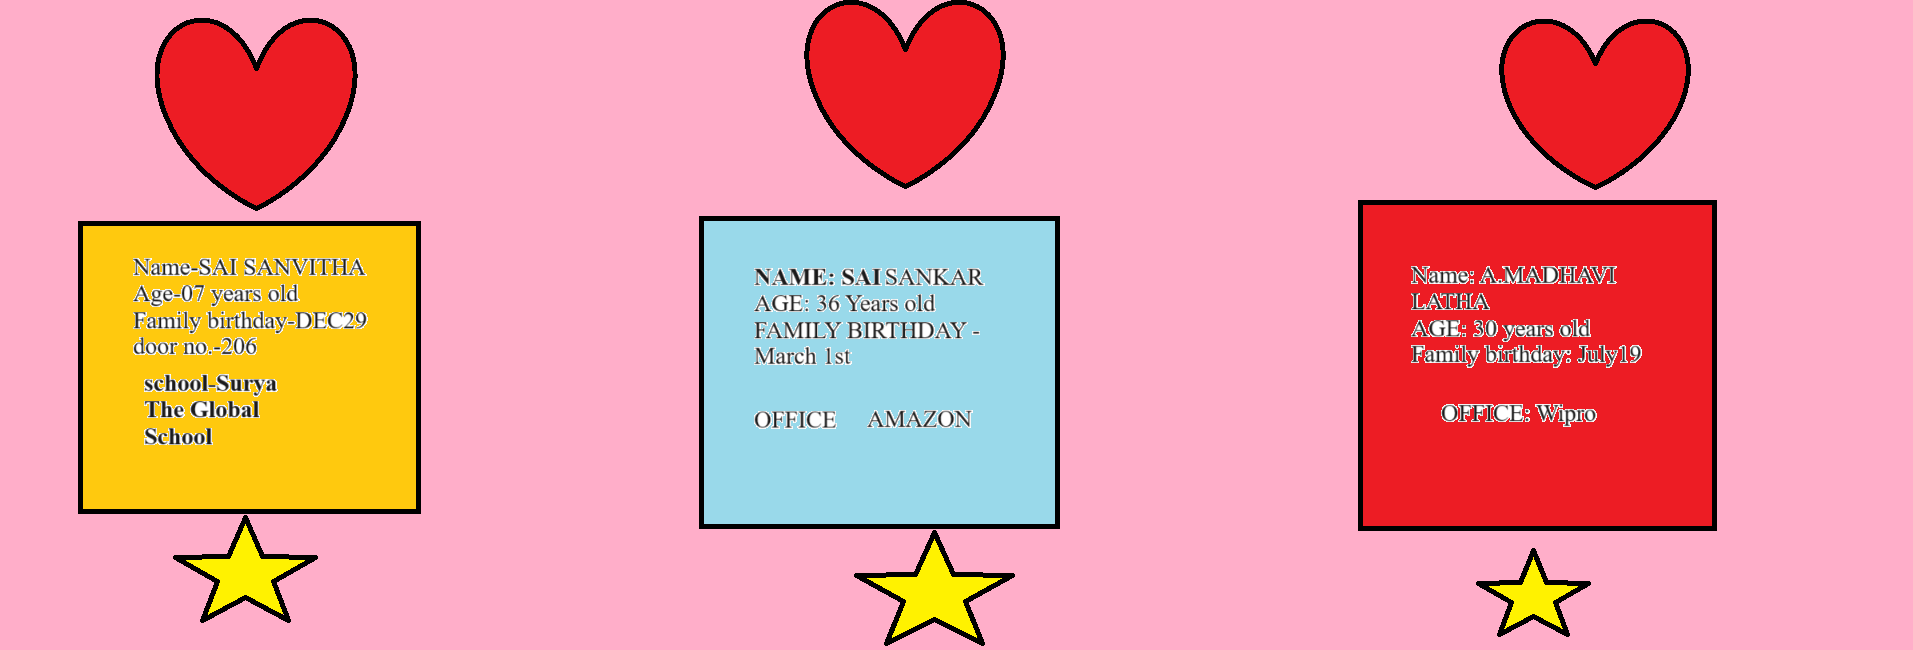 Name-SAI SANVITHA
Age-07 years old
Family birthday-DEC29
door no.-206
school-Surya
The Global
School
NAME: SAI SANKAR
AGE: 36 Years old
FAMILY BIRTHDAY -
March 1st
OFFICE AMAZON
Name: A.MADHAVI
LATHA
AGE: 30 years old
Family birthday: July19
OFFICE: Wipro